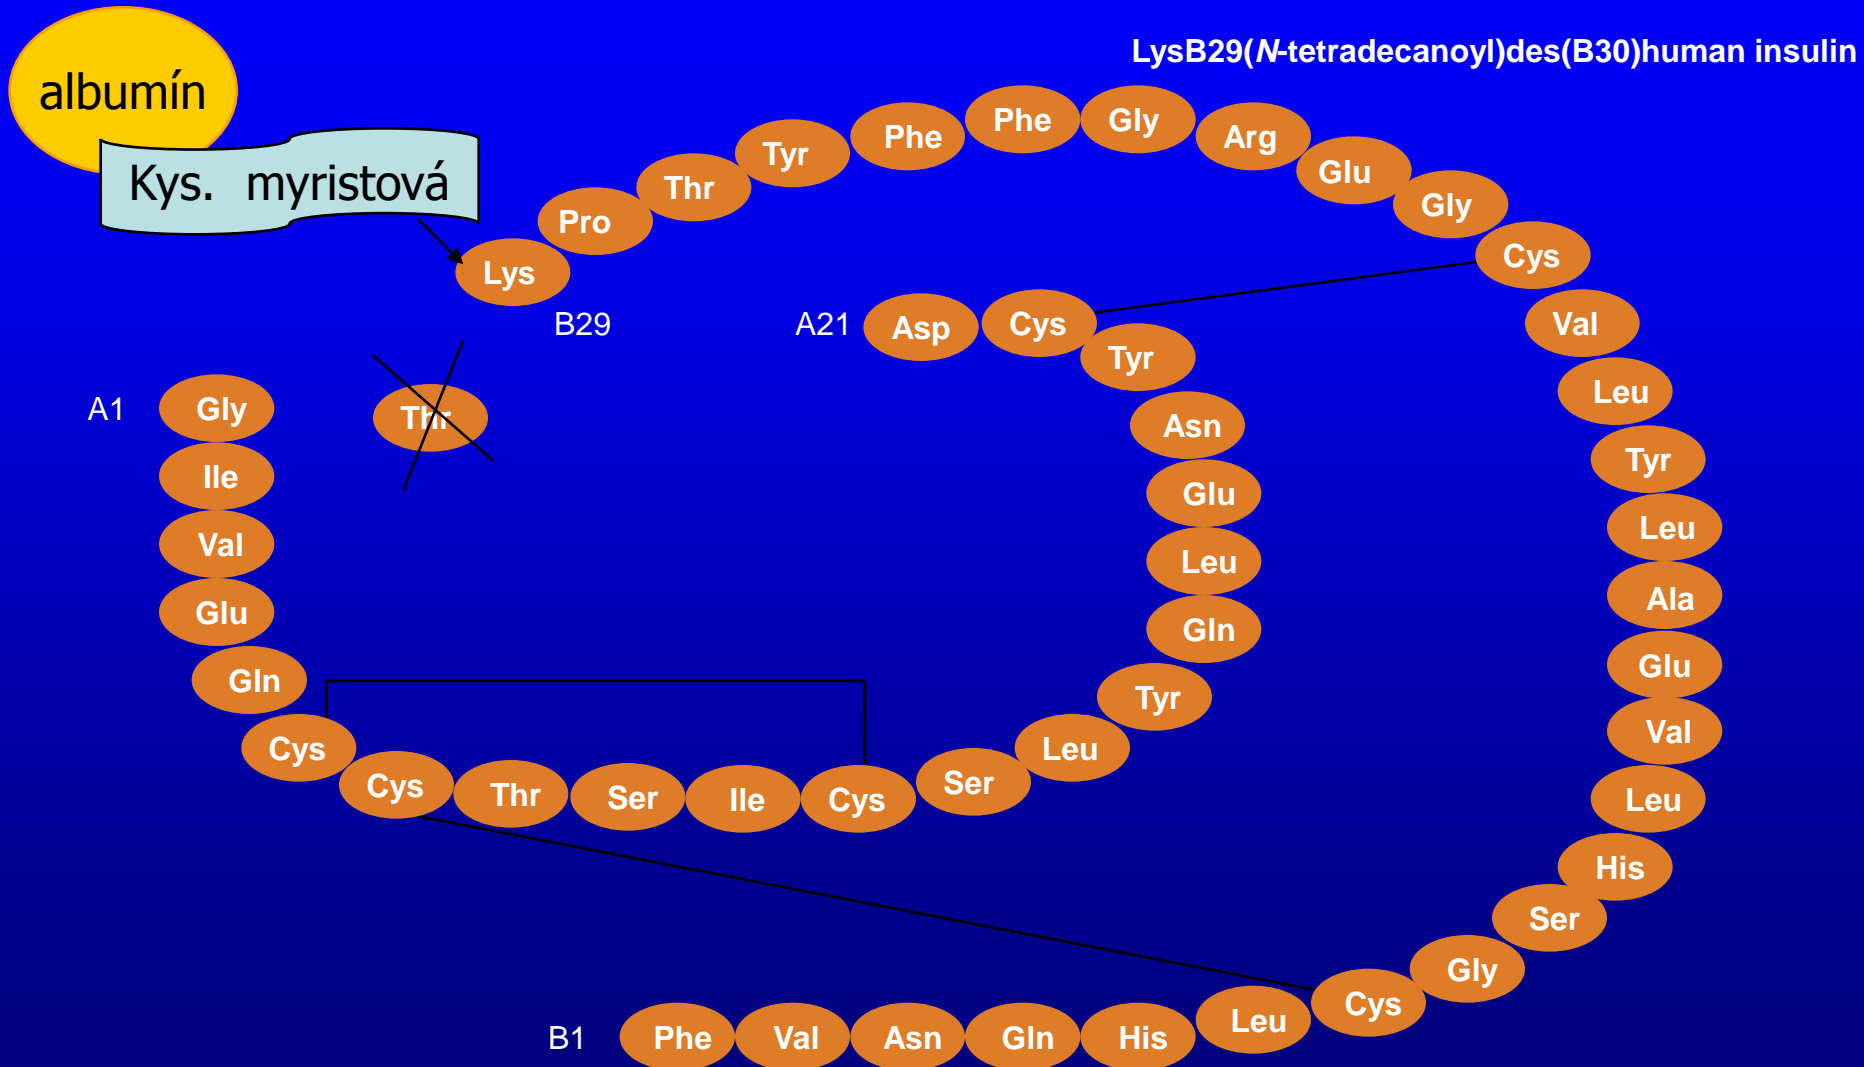 LysB29(N-tetradecanoyl)des(B30)human insulin
albumín
Kys. myristová
Lys Pro Thr Tyr Phe Phe Gly Arg Glu Gly Cys
B29
Val
Leu
Tyr
Leu
Ala
Glu
Val
Leu
His
Ser
Gly
Cys
Leu
B1 Phe Val Asn Gln His
Thr
A21 Asp Cys
Tyr
Asn
Glu
Leu
Gln
Tyr
Leu
Ser
A1 Gly
Ile
Val
Glu
Gln
Cys
Cys Thr Ser Ile Cys